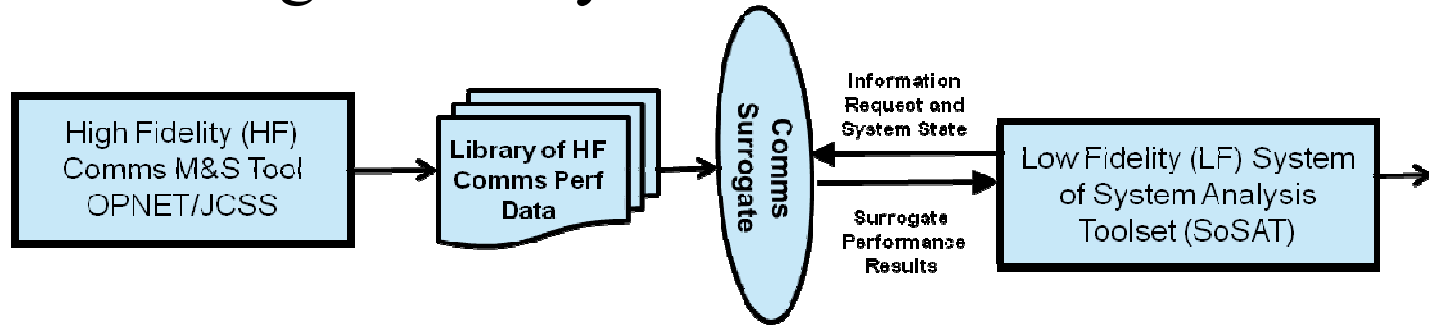 High Fidelity (HF)
Comms M&S Tool
OPNET/JCSS
Library of HF
Comms Perf
Data
Comms
Surrogate
Information
Request and
System State
Surrogate
Performance
Results
Low Fidelity (LF) System
of System Analysis
Toolset (SoSAT)